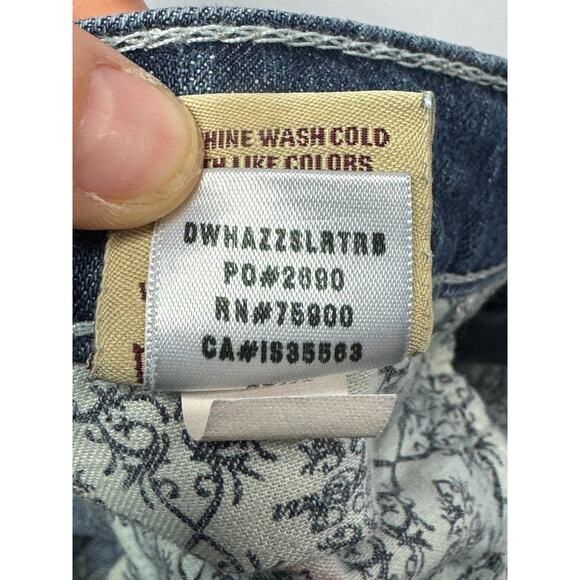 HINE WASH COLD
TH LIKE COLORS
DWHAZZSLRTRB
PO#2690
RN#75900
CA#IS35563